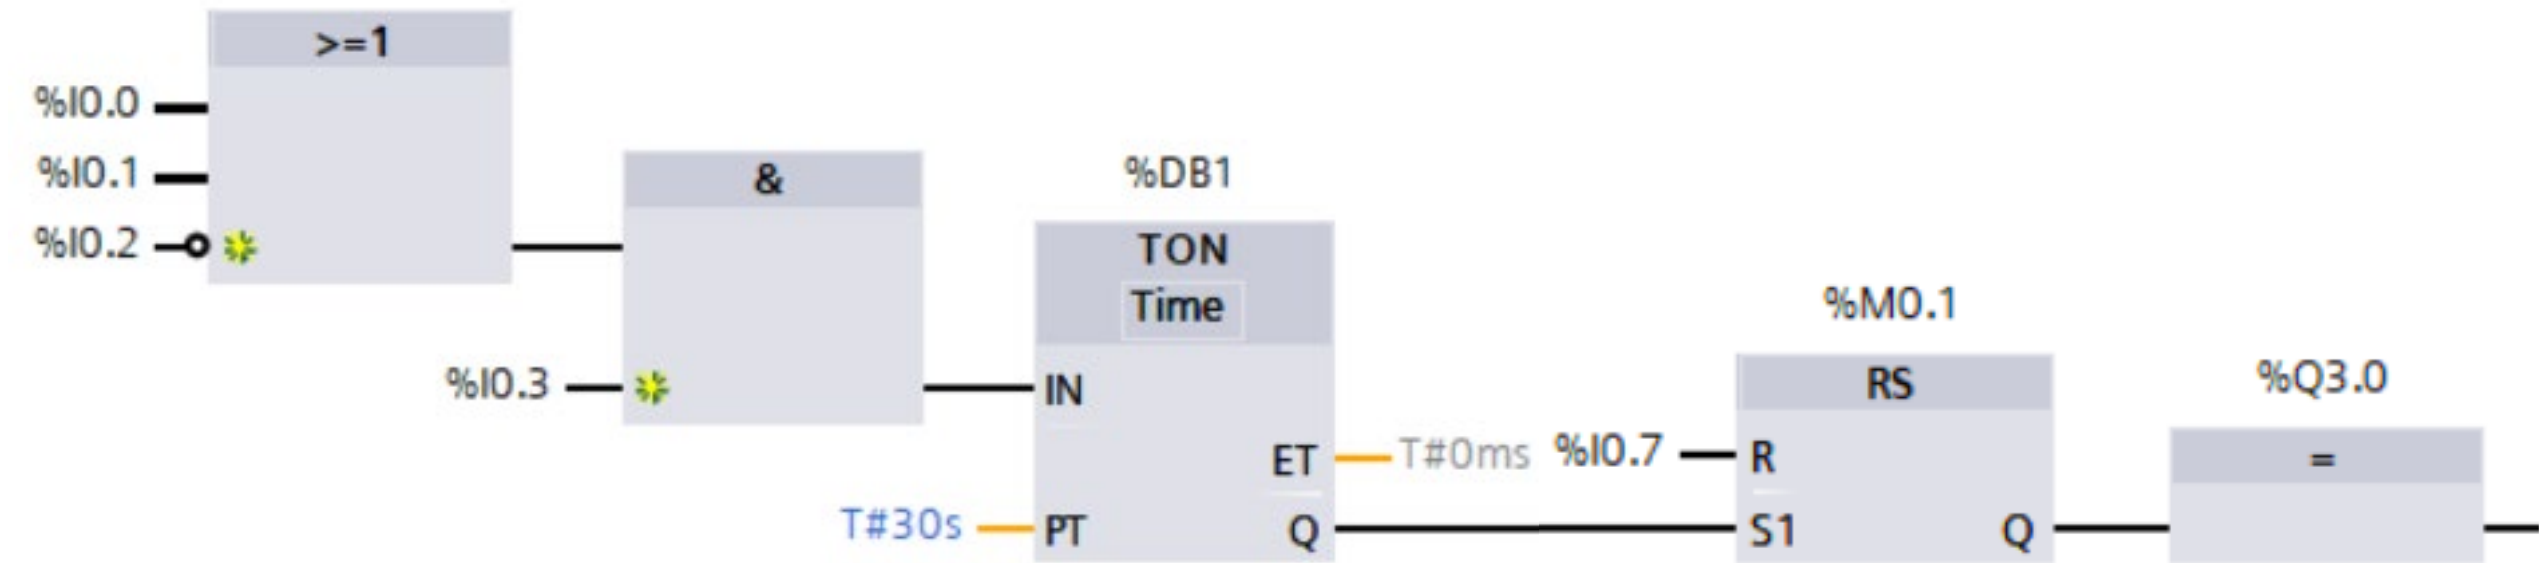 >=1
%I0.0
%I0.1
%I0.2
&
%I0.3
%DB1
TON
Time
IN
ET
T#0ms
T#30s
PT
Q
%M0.1
RS
%I0.7
R
S1
Q
%Q3.0
=